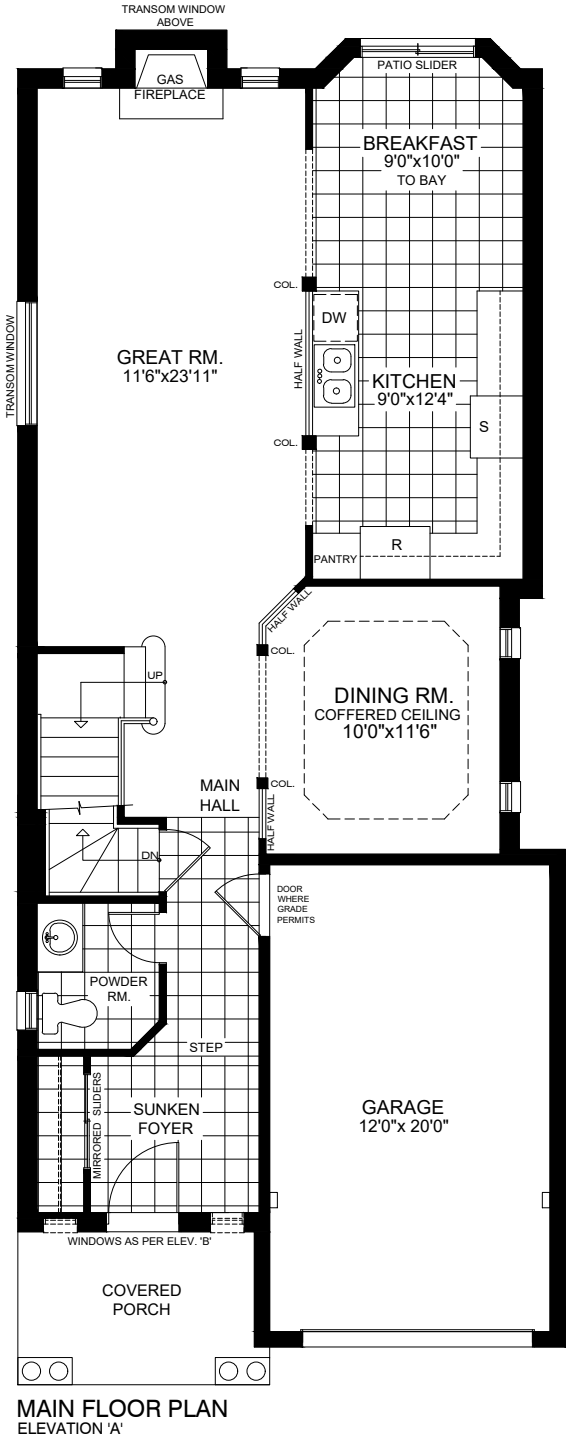 TRANSOM WINDOW
ABOVE
GAS
FIREPLACE
PATIO SLIDER
BREAKFAST
9'0"x10'0"
TO BAY
COL.
DW
TRANSOM WINDOW
GREAT RM.
11'6"x23'11"
HALF WALL
KITCHEN
9'0"x12'4"
S
COL.
R
PANTRY
HALF WALL
COL.
UP
DINING RM.
COFFERED CEILING
10'0"x11'6"
MAIN
HALL
COL.
HALF WALL
DN
DOOR
WHERE
GRADE
PERMITS
POWDER
RM.
STEP
MIRRORED SLIDERS
SUNKEN
FOYER
GARAGE
12'0"x 20'0"
WINDOWS AS PER ELEV. 'B'
COVERED
PORCH
MAIN FLOOR PLAN
ELEVATION 'A'